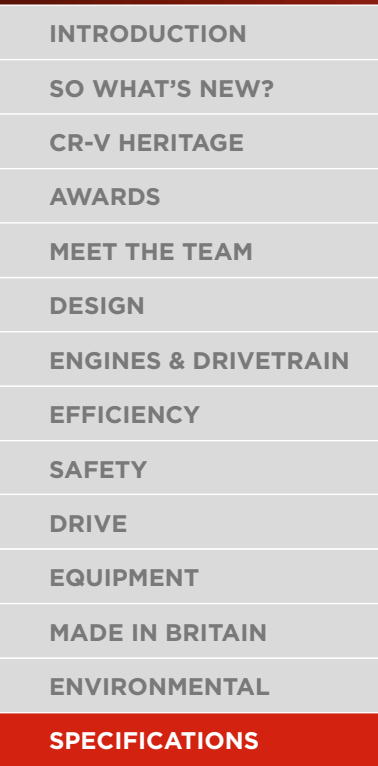 INTRODUCTION
SO WHAT’S NEW?
CR-V HERITAGE
AWARDS
MEET THE TEAM
DESIGN
ENGINES & DRIVETRAIN
EFFICIENCY
SAFETY
DRIVE
EQUIPMENT
MADE IN BRITAIN
ENVIRONMENTAL
SPECIFICATIONS